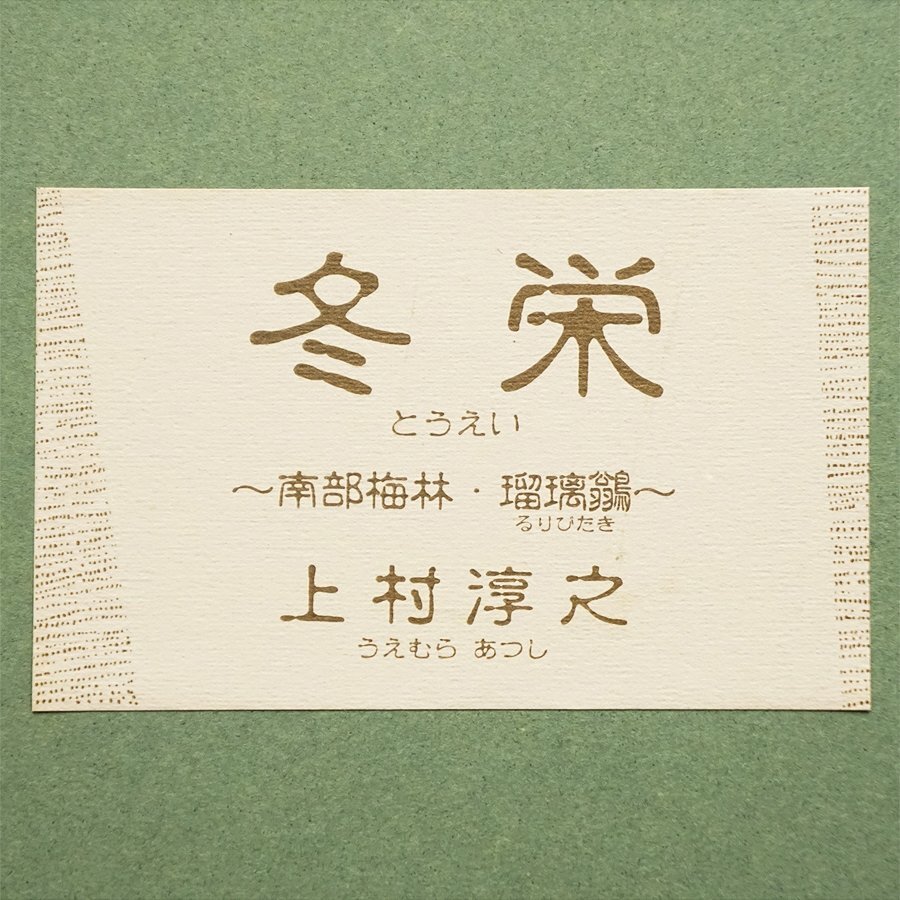 冬栄
とうえい
〜南部梅林・瑠璃鶲〜
るりびたき
上村淳之
うえむら あつし